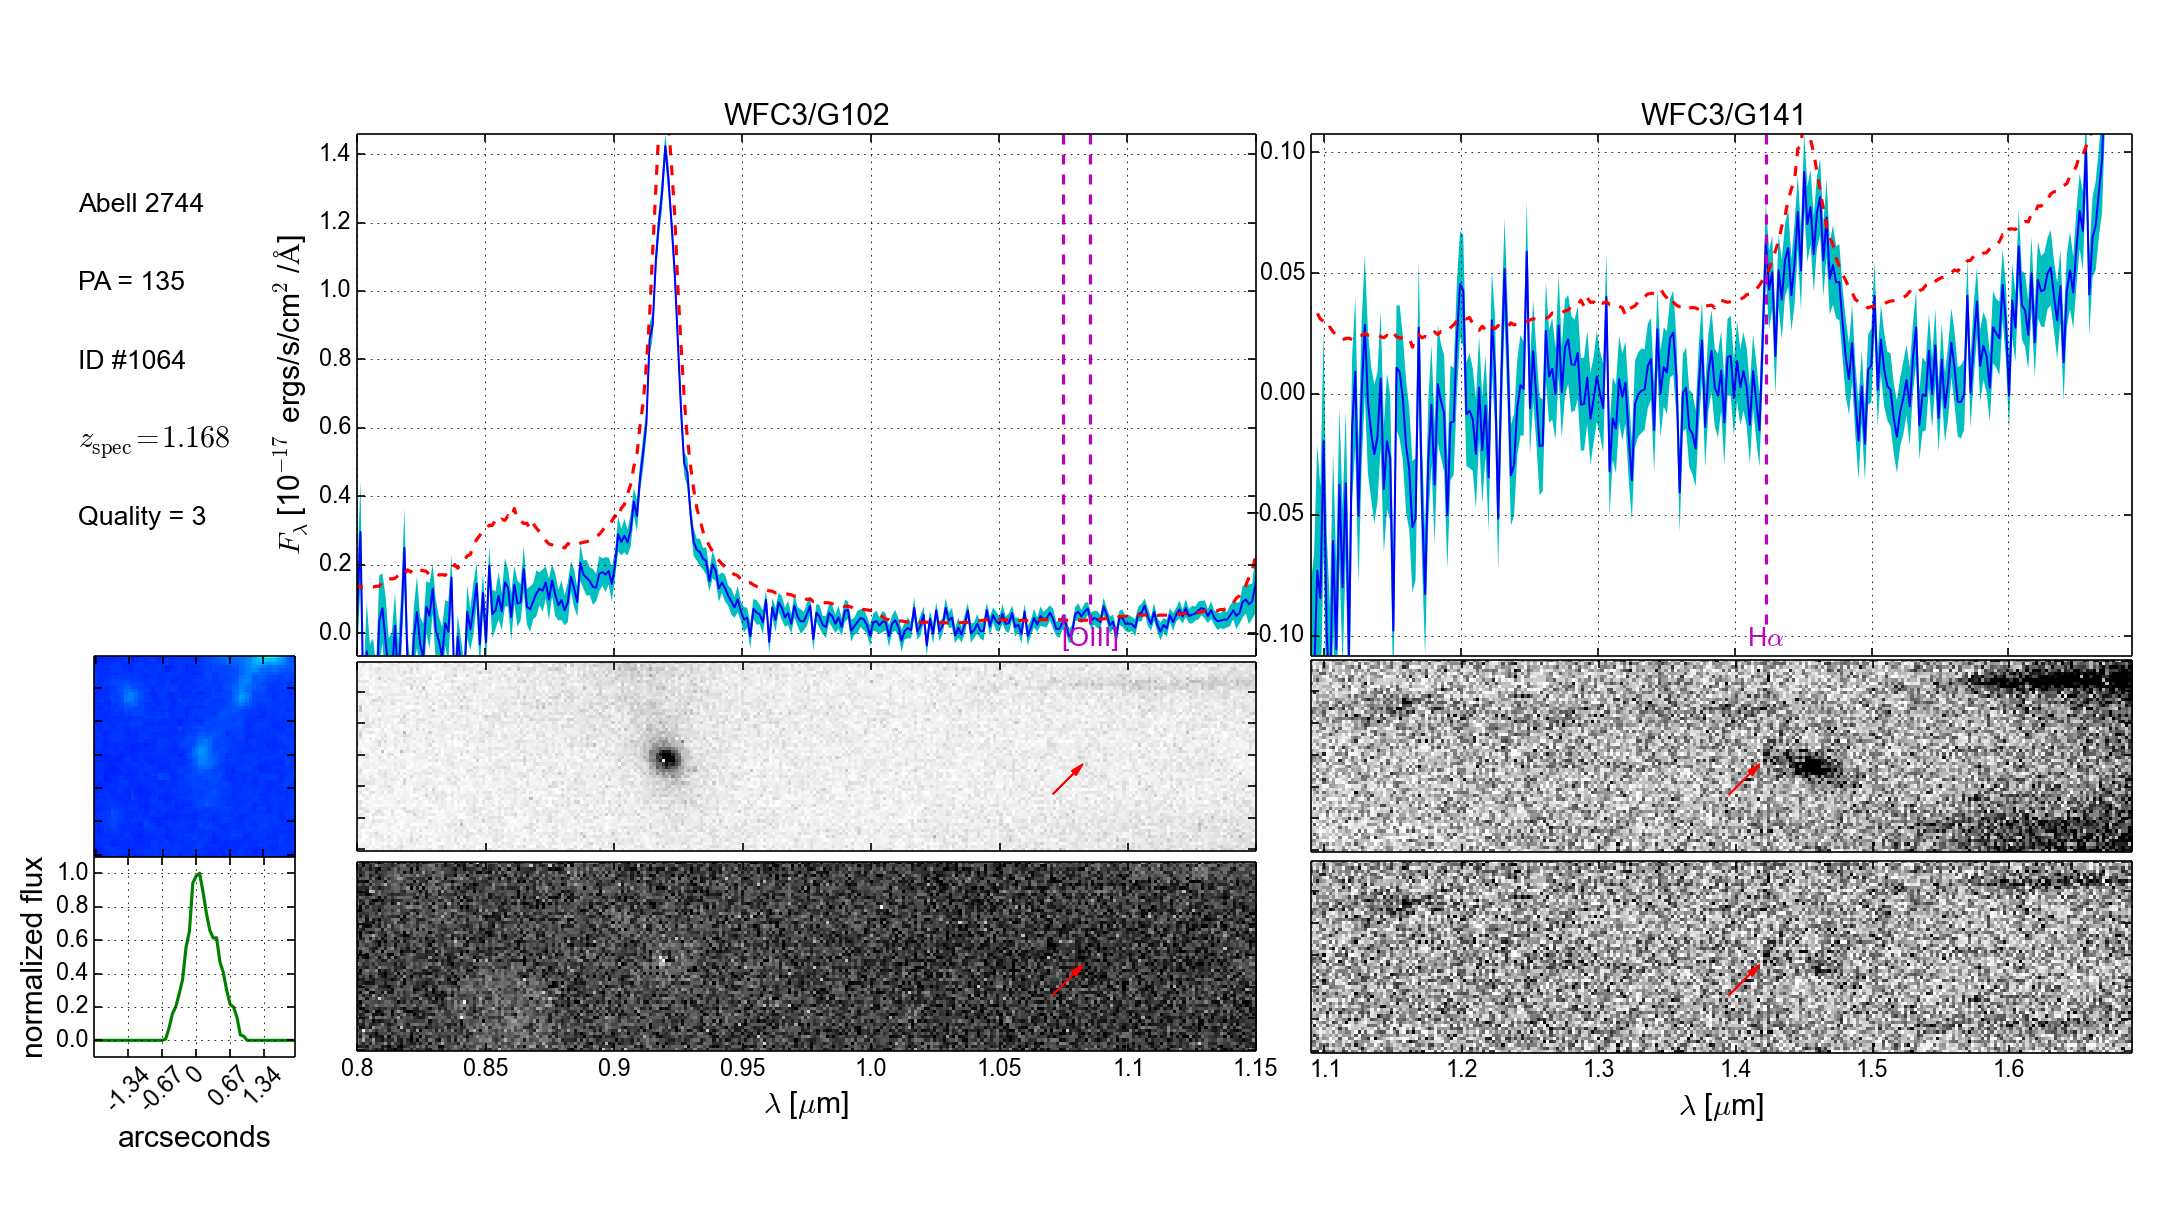 WFC3/G102
WFC3/G141
Abell 2744
PA = 135
ID #1064
z_spec = 1.168
Quality = 3
F_λ [10^−17 ergs/s/cm^2 /Å]
1.4
1.2
1.0
0.8
0.6
0.4
0.2
0.0
[OIII]
0.10
0.05
0.00
−0.05
−0.10
Hα
normalized flux
1.0
0.8
0.6
0.4
0.2
0.0
-1.34
-0.67
0
0.67
1.34
arcseconds
0.8
0.85
0.9
0.95
1.0
1.05
1.1
1.15
λ [μm]
1.1
1.2
1.3
1.4
1.5
1.6
λ [μm]